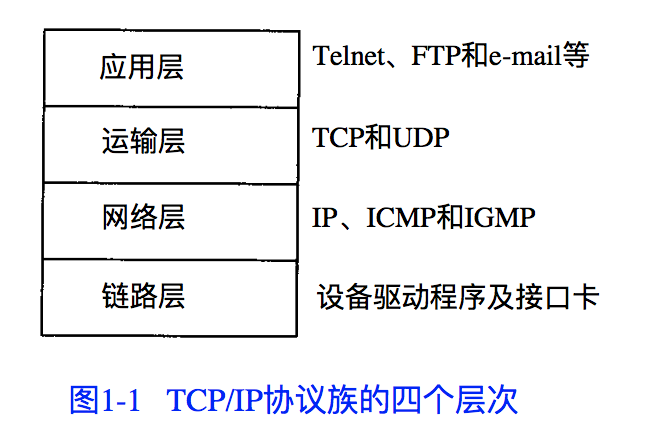 应用层 Telnet、FTP和e-mail等
运输层 TCP和UDP
网络层 IP、ICMP和IGMP
链路层 设备驱动程序及接口卡
图1-1 TCP/IP协议族的四个层次